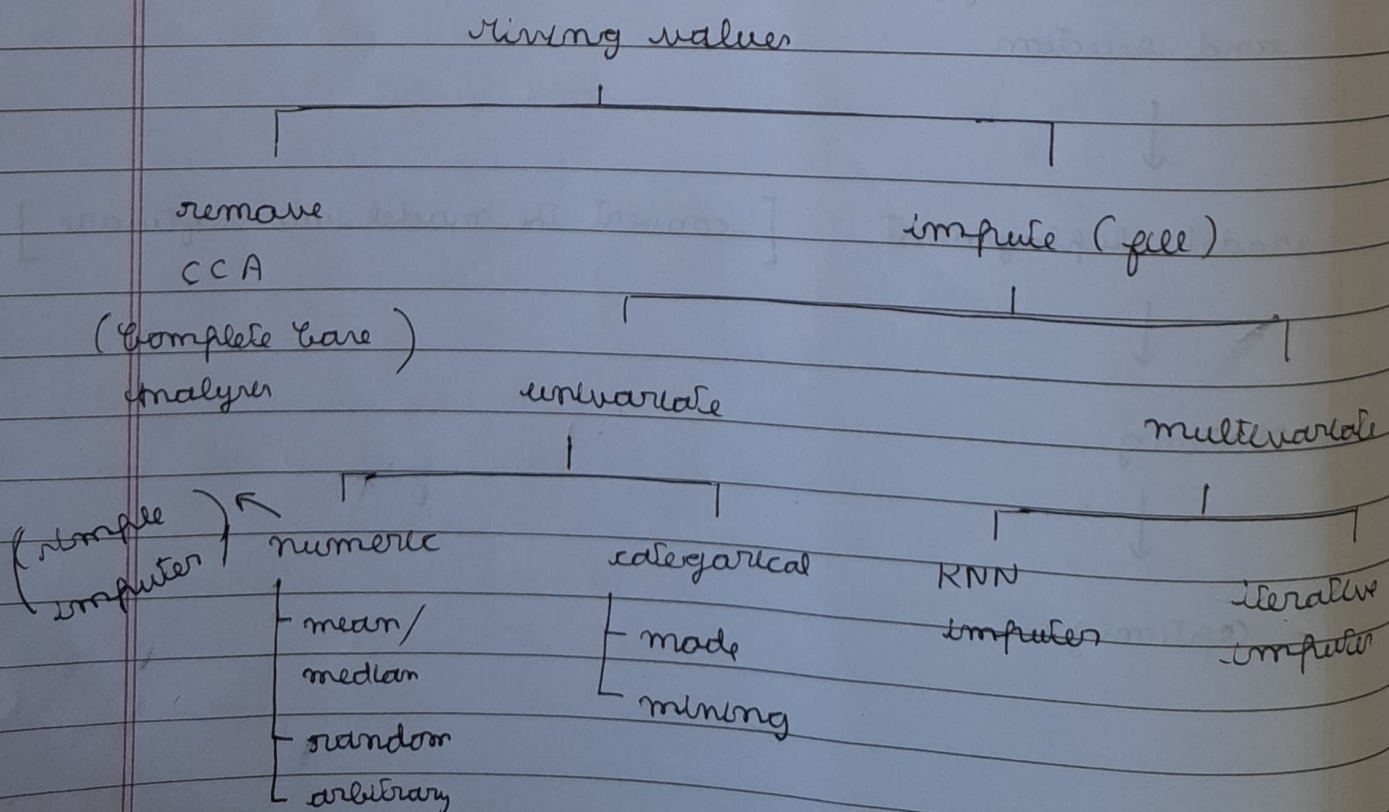 missing values
remove
impute (fill)
CCA
(Complete Case)
Analyses
univariate
multivariate
(simple
imputer)
numeric
categorical
KNN
imputer
iterative
imputer
mean/
median
random
arbitrary
mode
missing